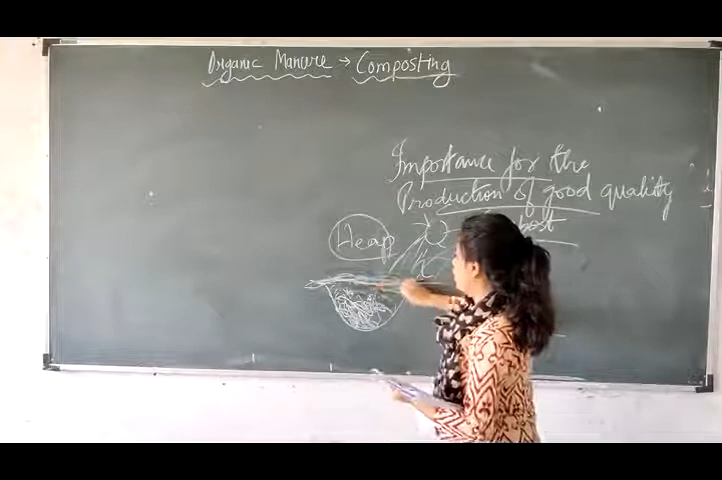 Organic Manure → Composting
Importance for the
Production of good quality
Heap